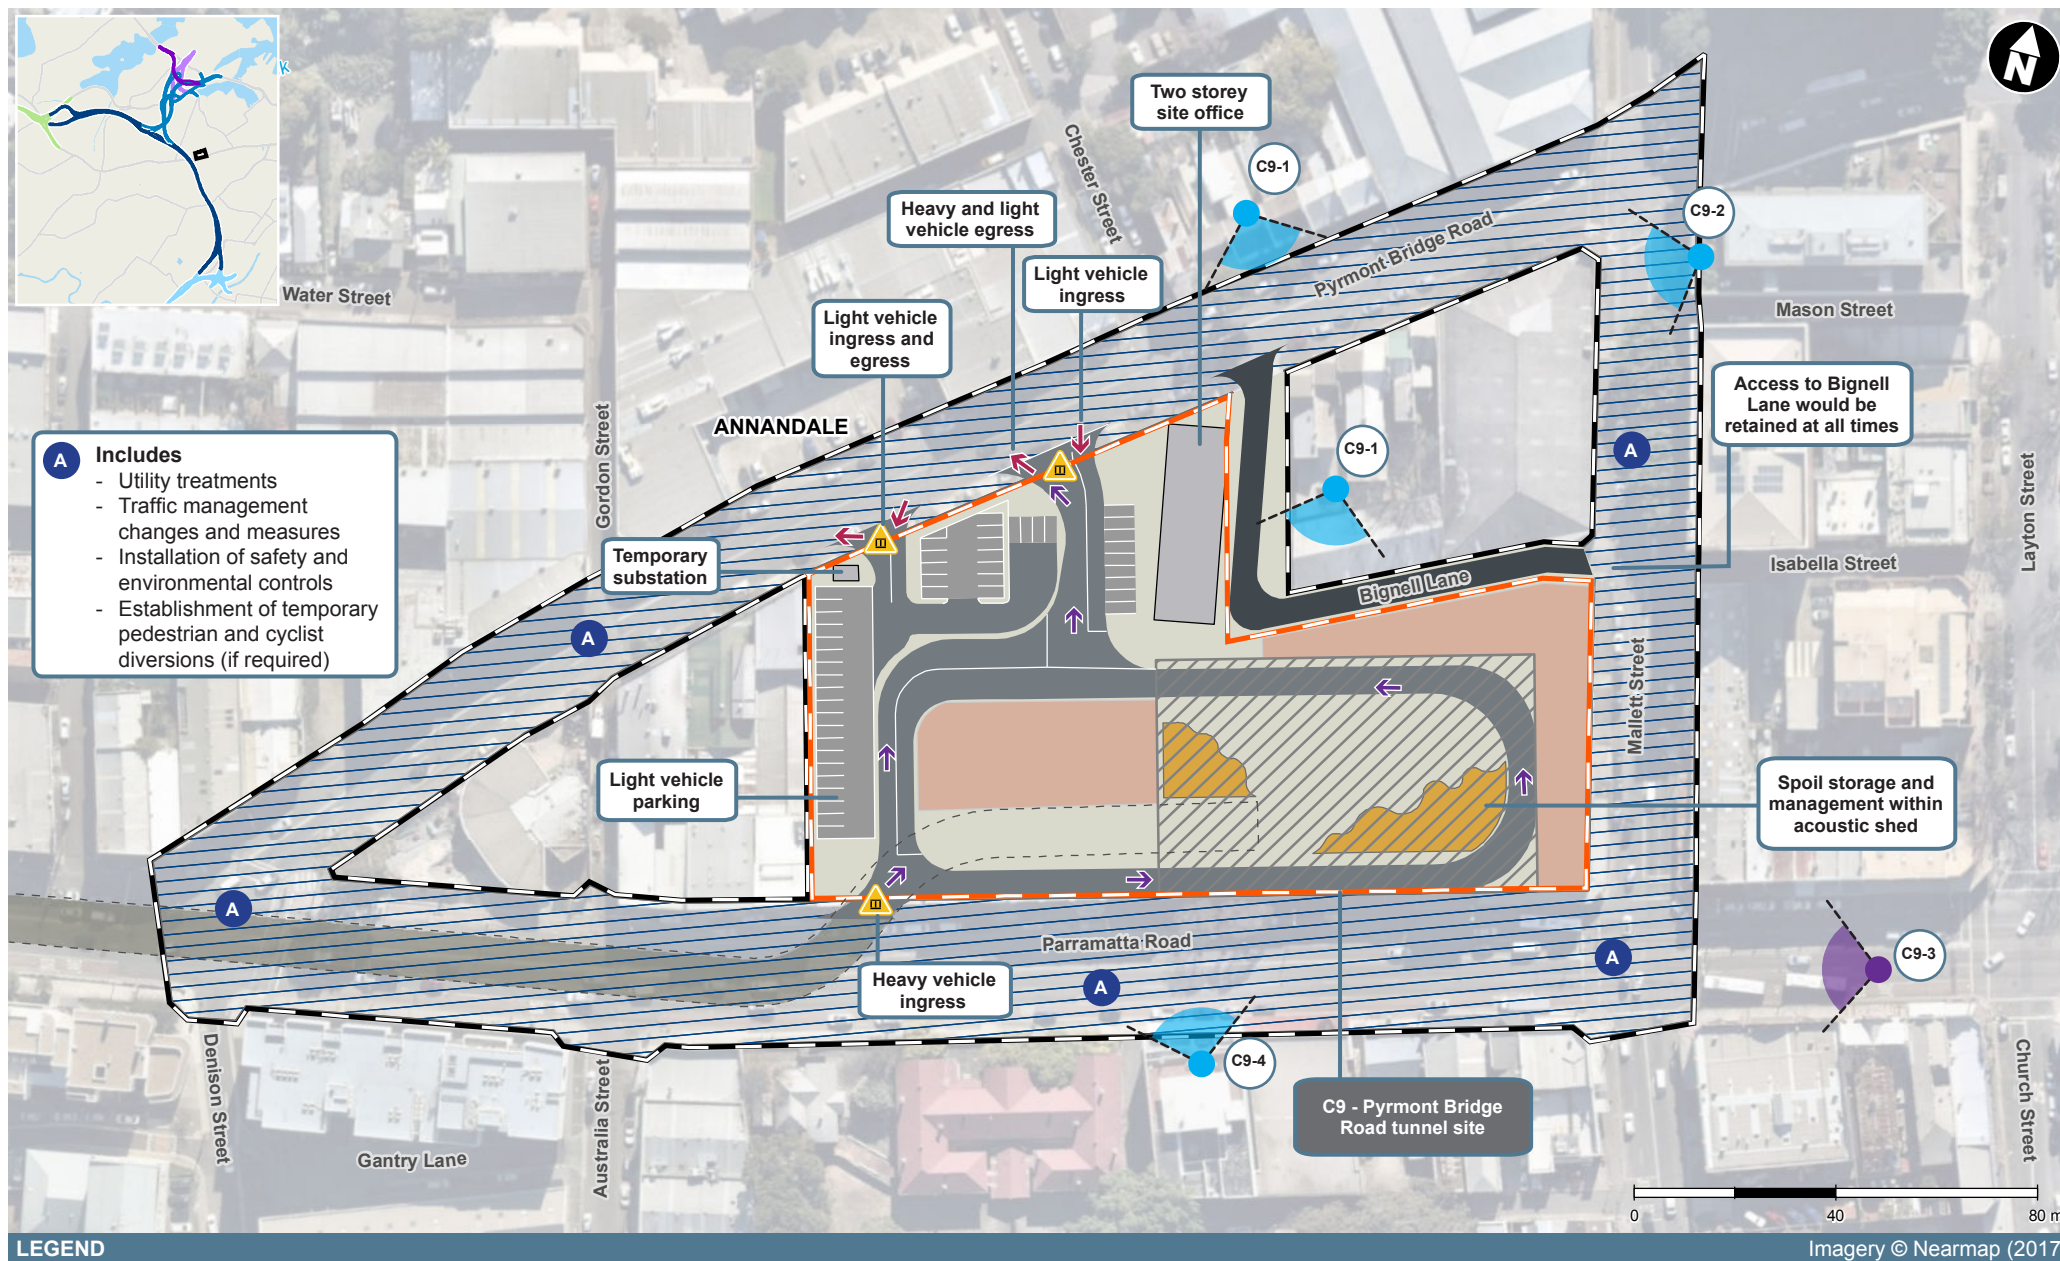 N
k
Two storey
site office
C9-1
Chester Street
Heavy and light
vehicle egress
C9-2
Pyrmont Bridge Road
Light vehicle
ingress
Water Street
Mason Street
Light vehicle
ingress and
egress
Access to Bignell
Lane would be
retained at all times
ANNANDALE
Gordon Street
A
Includes
- Utility treatments
- Traffic management
changes and measures
- Installation of safety and
environmental controls
- Establishment of temporary
pedestrian and cyclist
diversions (if required)
C9-1
A
Layton Street
Temporary
substation
Isabella Street
Bignell Lane
A
Mallett Street
Light vehicle
parking
Spoil storage and
management within
acoustic shed
A
Parramatta Road
A
C9-3
Heavy vehicle
ingress
A
C9-4
Denison Street
Australia Street
Gantry Lane
C9 - Pyrmont Bridge
Road tunnel site
Church Street
0 40 80 m
LEGEND
Imagery © Nearmap (2017